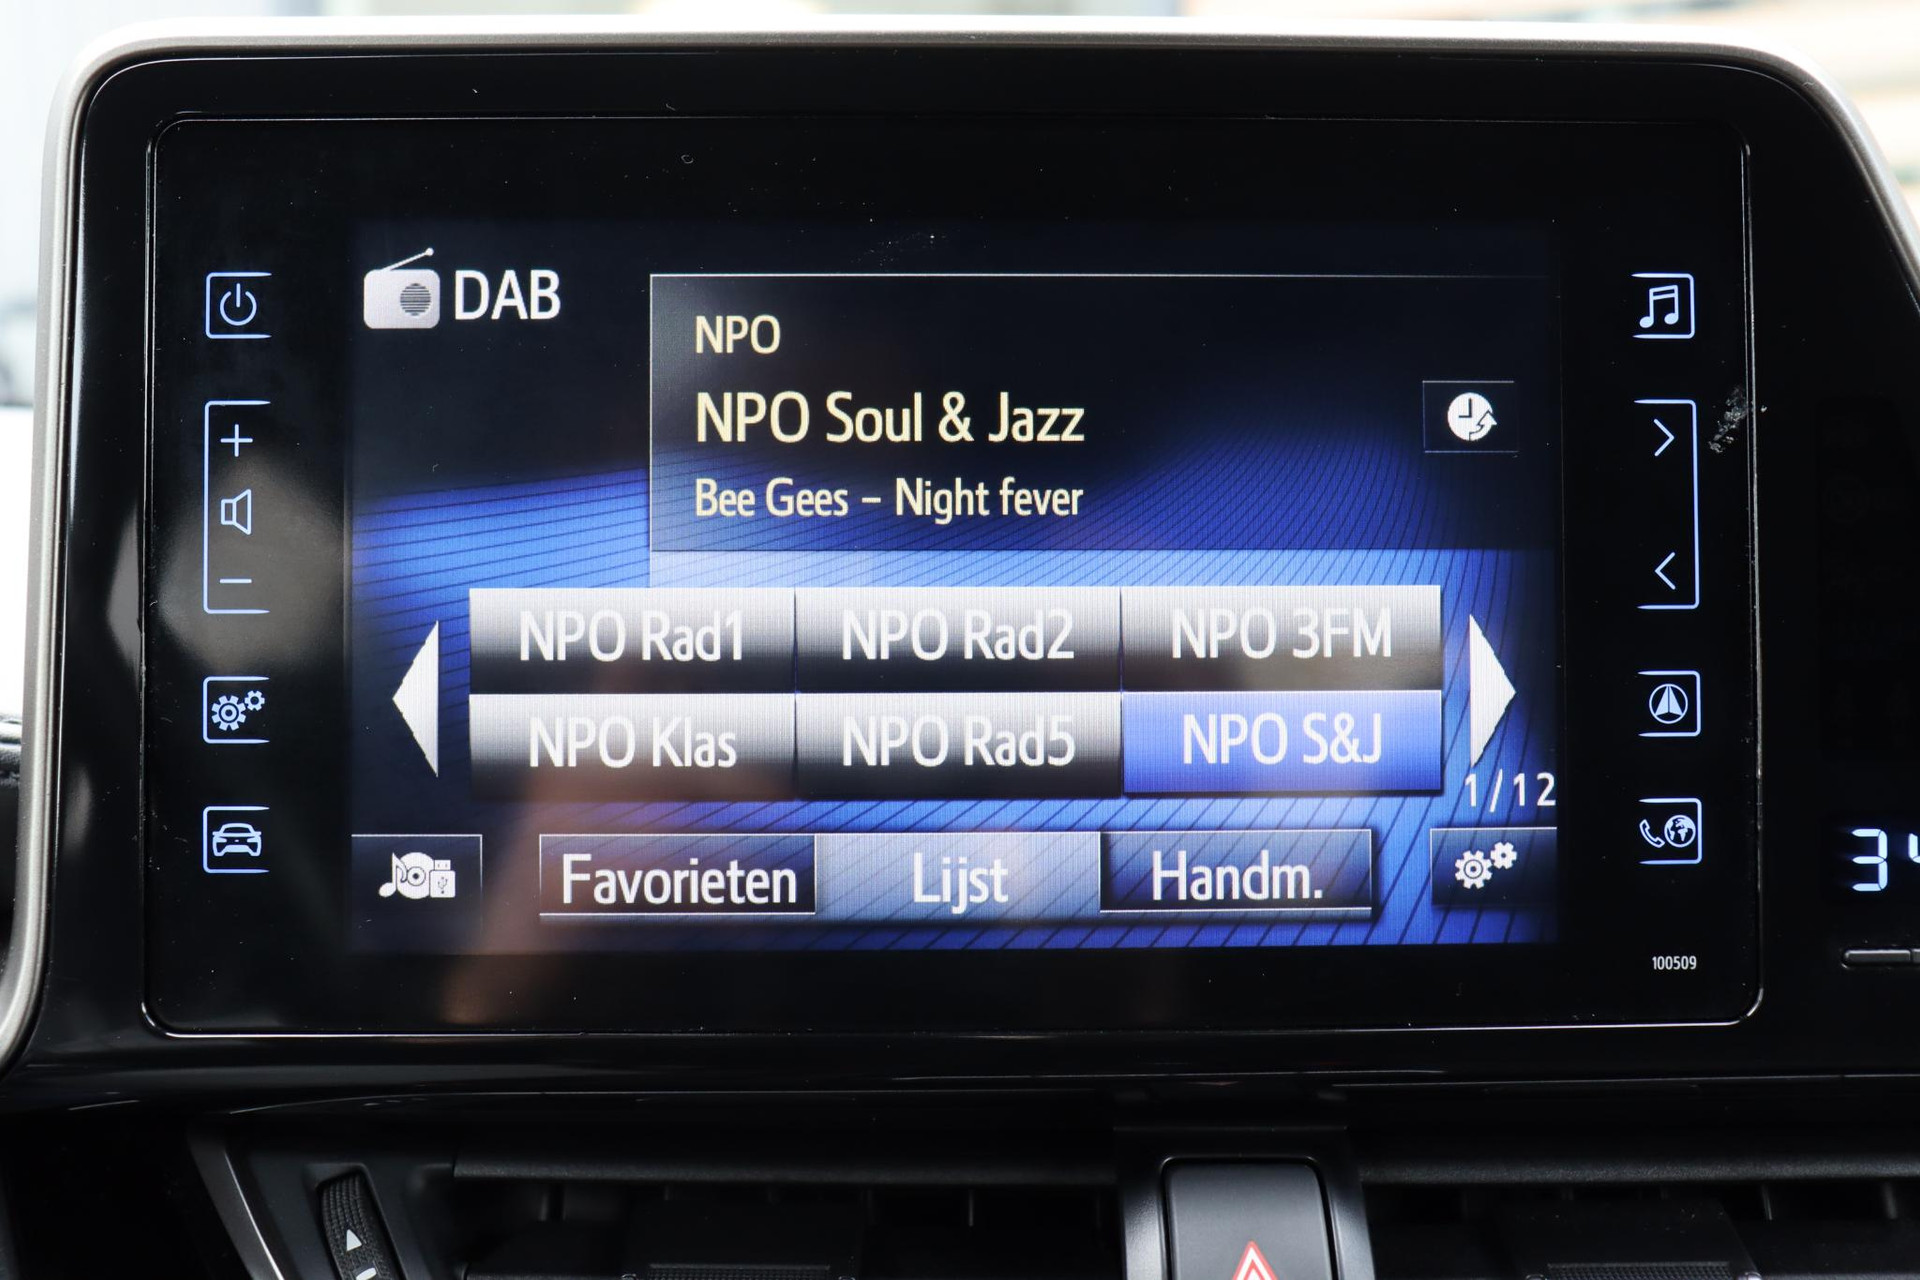 DAB
NPO
NPO Soul & Jazz
Bee Gees – Night fever
NPO Rad1 NPO Rad2 NPO 3FM
NPO Klas NPO Rad5 NPO S&J
1/12
Favorieten Lijst Handm.
100509